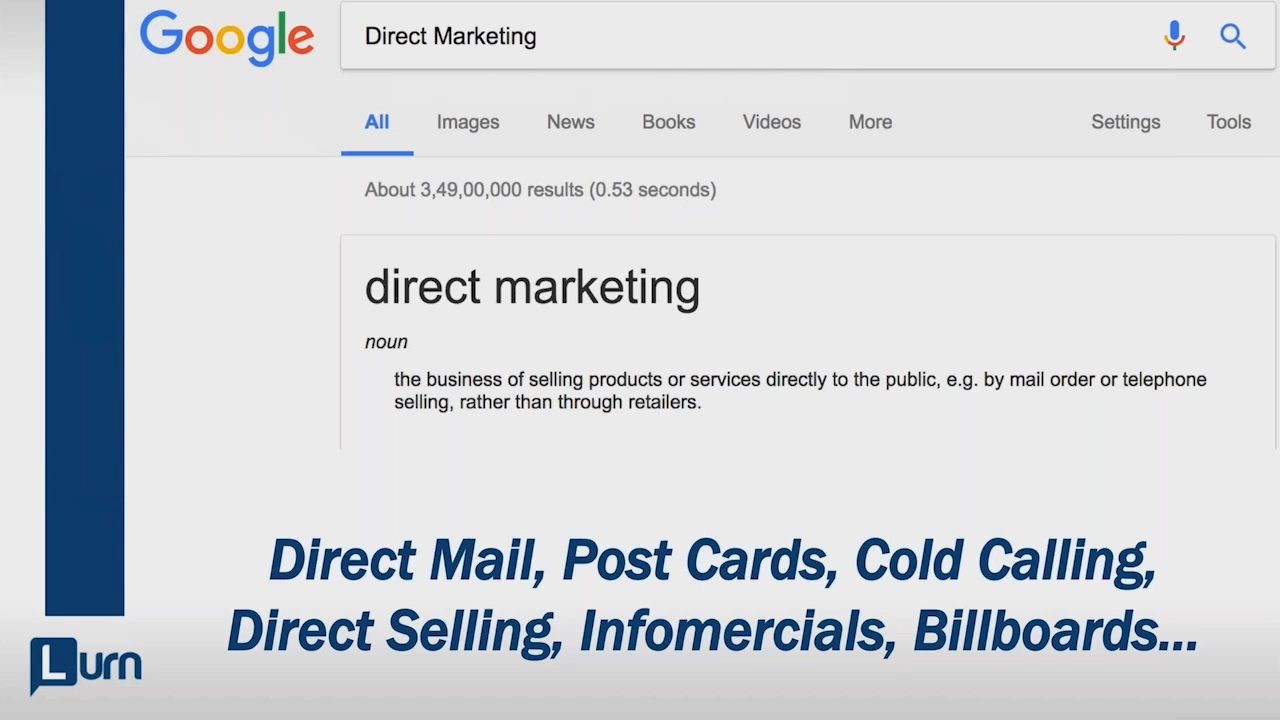 Google
Direct Marketing
All Images News Books Videos More Settings Tools
About 3,49,00,000 results (0.53 seconds)
direct marketing
noun
the business of selling products or services directly to the public, e.g. by mail order or telephone
selling, rather than through retailers.
Direct Mail, Post Cards, Cold Calling,
Direct Selling, Infomercials, Billboards...
Lurn